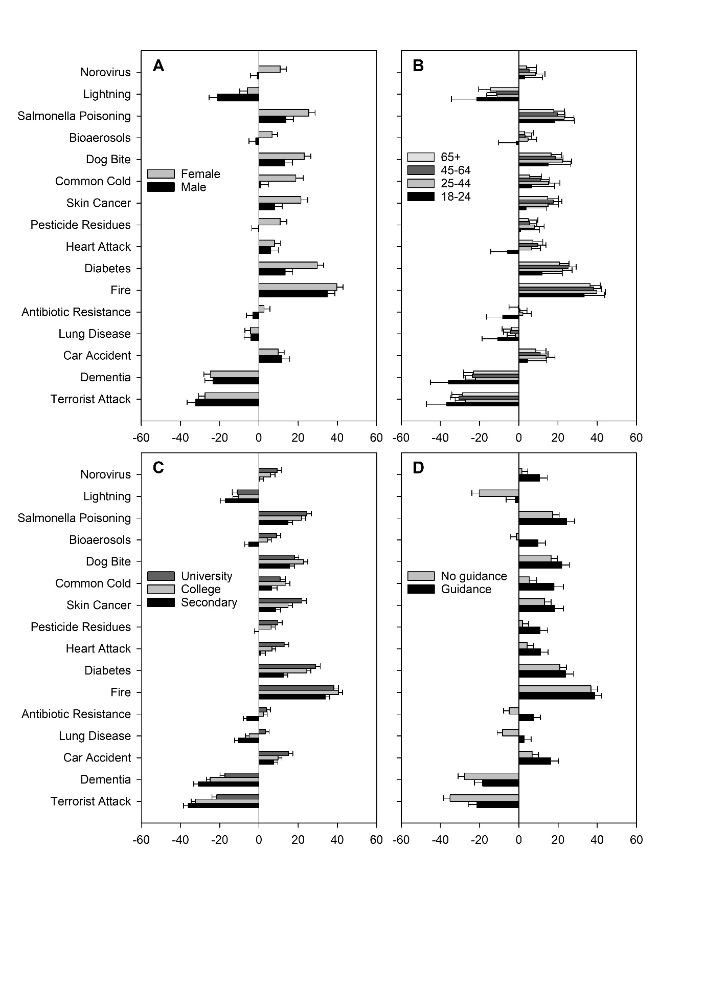 A
B
Norovirus
Lightning
Salmonella Poisoning
Bioaerosols
Dog Bite
Common Cold
Skin Cancer
Pesticide Residues
Heart Attack
Diabetes
Fire
Antibiotic Resistance
Lung Disease
Car Accident
Dementia
Terrorist Attack
Female
Male
65+
45-64
25-44
18-24
-60 -40 -20 0 20 40 60
-60 -40 -20 0 20 40 60
C
D
Norovirus
Lightning
Salmonella Poisoning
Bioaerosols
Dog Bite
Common Cold
Skin Cancer
Pesticide Residues
Heart Attack
Diabetes
Fire
Antibiotic Resistance
Lung Disease
Car Accident
Dementia
Terrorist Attack
University
College
Secondary
No guidance
Guidance
-60 -40 -20 0 20 40 60
-60 -40 -20 0 20 40 60